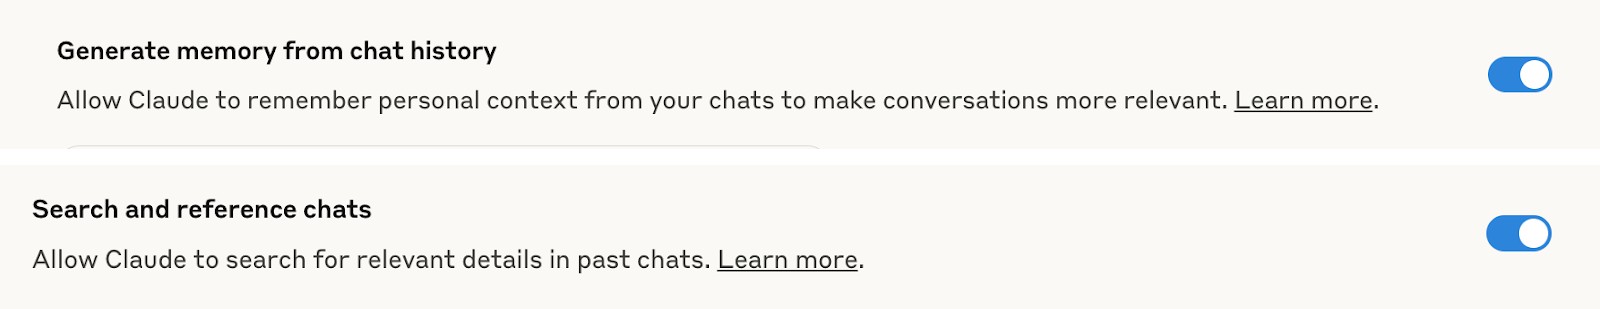 Generate memory from chat history
Allow Claude to remember personal context from your chats to make conversations more relevant. Learn more.
Search and reference chats
Allow Claude to search for relevant details in past chats. Learn more.